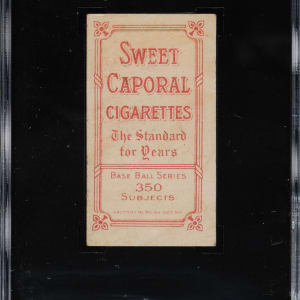 SWEET
CAPORAL
CIGARETTES
The Standard
for Years
BASE BALL SERIES
350
SUBJECTS